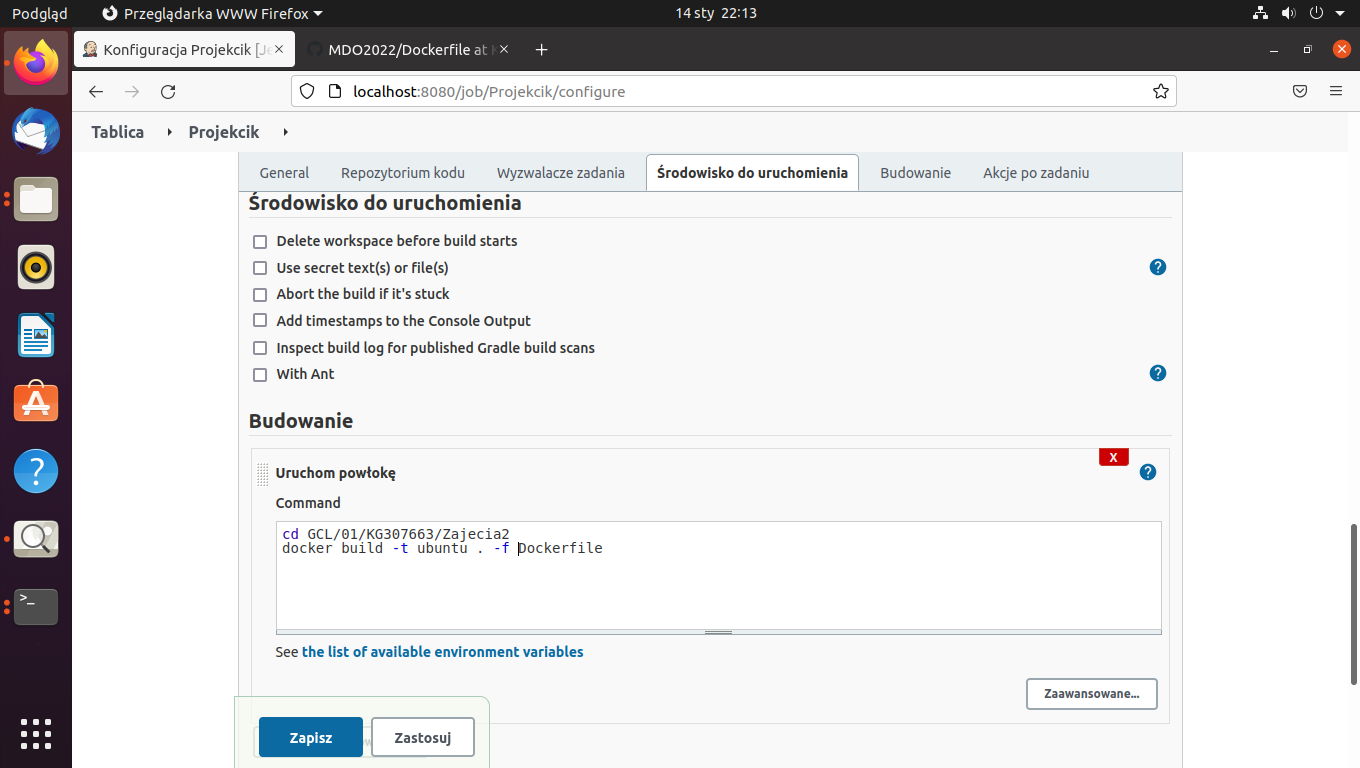 Podgląd
Przeglądarka WWW Firefox
14 sty 22:13
Konfiguracja Projekcik [Je
MDO2022/Dockerfile at K
localhost:8080/job/Projekcik/configure
Tablica
Projekcik
General
Repozytorium kodu
Wyzwalacze zadania
Środowisko do uruchomienia
Budowanie
Akcje po zadaniu
Środowisko do uruchomienia
Delete workspace before build starts
Use secret text(s) or file(s)
?
Abort the build if it's stuck
Add timestamps to the Console Output
Inspect build log for published Gradle build scans
With Ant
?
Budowanie
X
Uruchom powłokę
?
Command
cd GCL/01/KG307663/Zajecia2
docker build -t ubuntu . -f Dockerfile
See the list of available environment variables
Zaawansowane...
Zapisz
Zastosuj